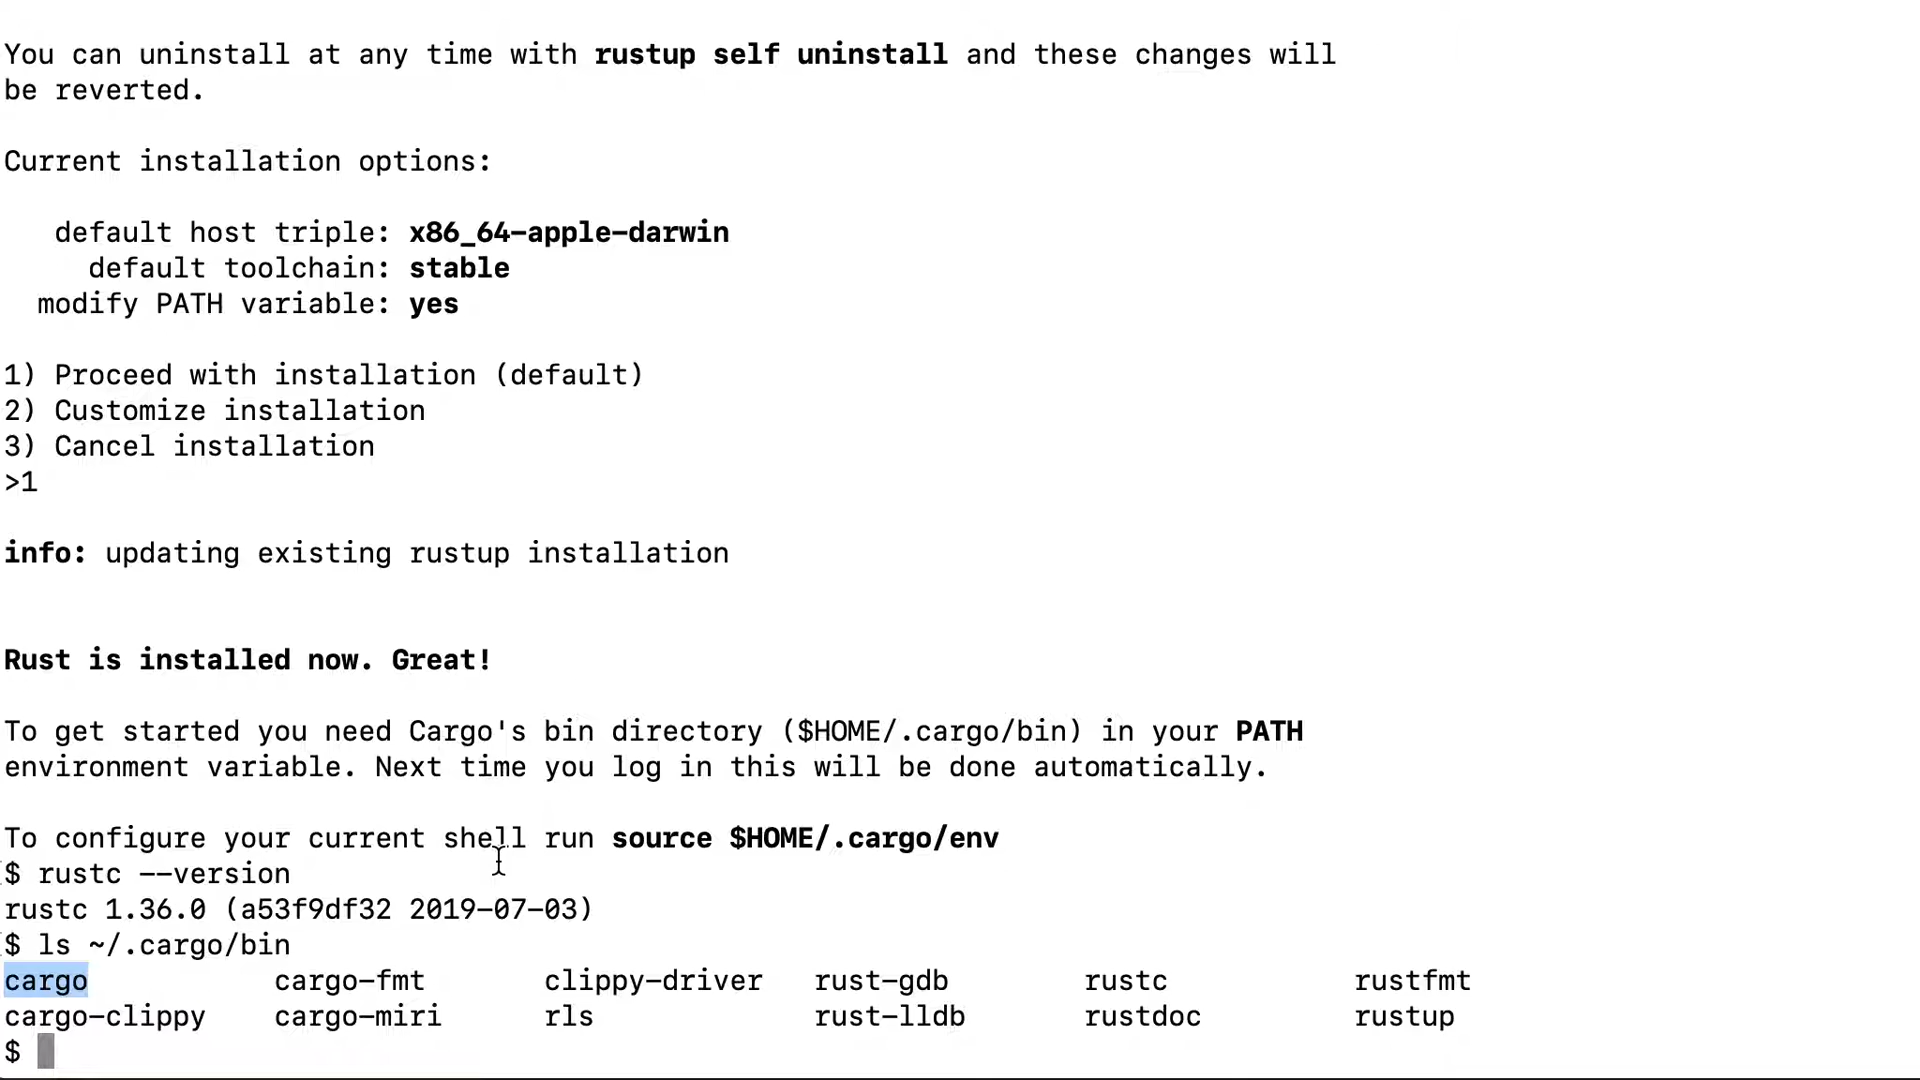 You can uninstall at any time with rustup self uninstall and these changes will
be reverted.
Current installation options:
default host triple: x86_64-apple-darwin
default toolchain: stable
modify PATH variable: yes
1) Proceed with installation (default)
2) Customize installation
3) Cancel installation
>1
info: updating existing rustup installation
Rust is installed now. Great!
To get started you need Cargo's bin directory ($HOME/.cargo/bin) in your PATH
environment variable. Next time you log in this will be done automatically.
To configure your current shell run source $HOME/.cargo/env
$ rustc --version
rustc 1.36.0 (a53f9df32 2019-07-03)
$ ls ~/.cargo/bin
cargo cargo-fmt clippy-driver rust-gdb rustc rustfmt
cargo-clippy cargo-miri rls rust-lldb rustdoc rustup
$